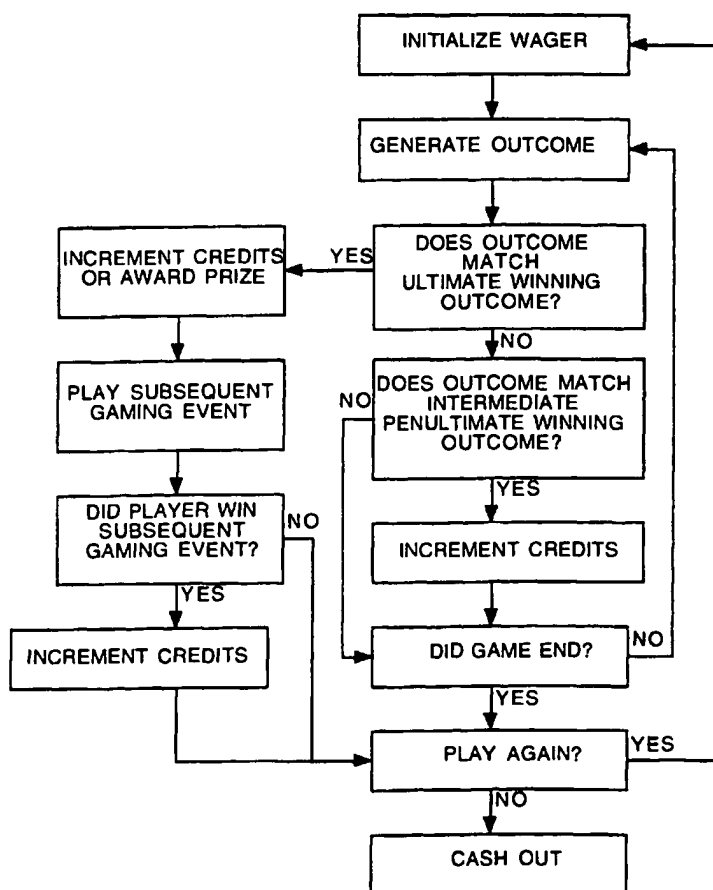 INITIALIZE WAGER
GENERATE OUTCOME
DOES OUTCOME
MATCH
ULTIMATE WINNING
OUTCOME?
YES
NO
INCREMENT CREDITS
OR AWARD PRIZE
PLAY SUBSEQUENT
GAMING EVENT
DID PLAYER WIN
SUBSEQUENT
GAMING EVENT?
NO
YES
INCREMENT CREDITS
DOES OUTCOME MATCH
INTERMEDIATE
PENULTIMATE WINNING
OUTCOME?
NO
YES
INCREMENT CREDITS
DID GAME END?
NO
YES
PLAY AGAIN?
YES
NO
CASH OUT